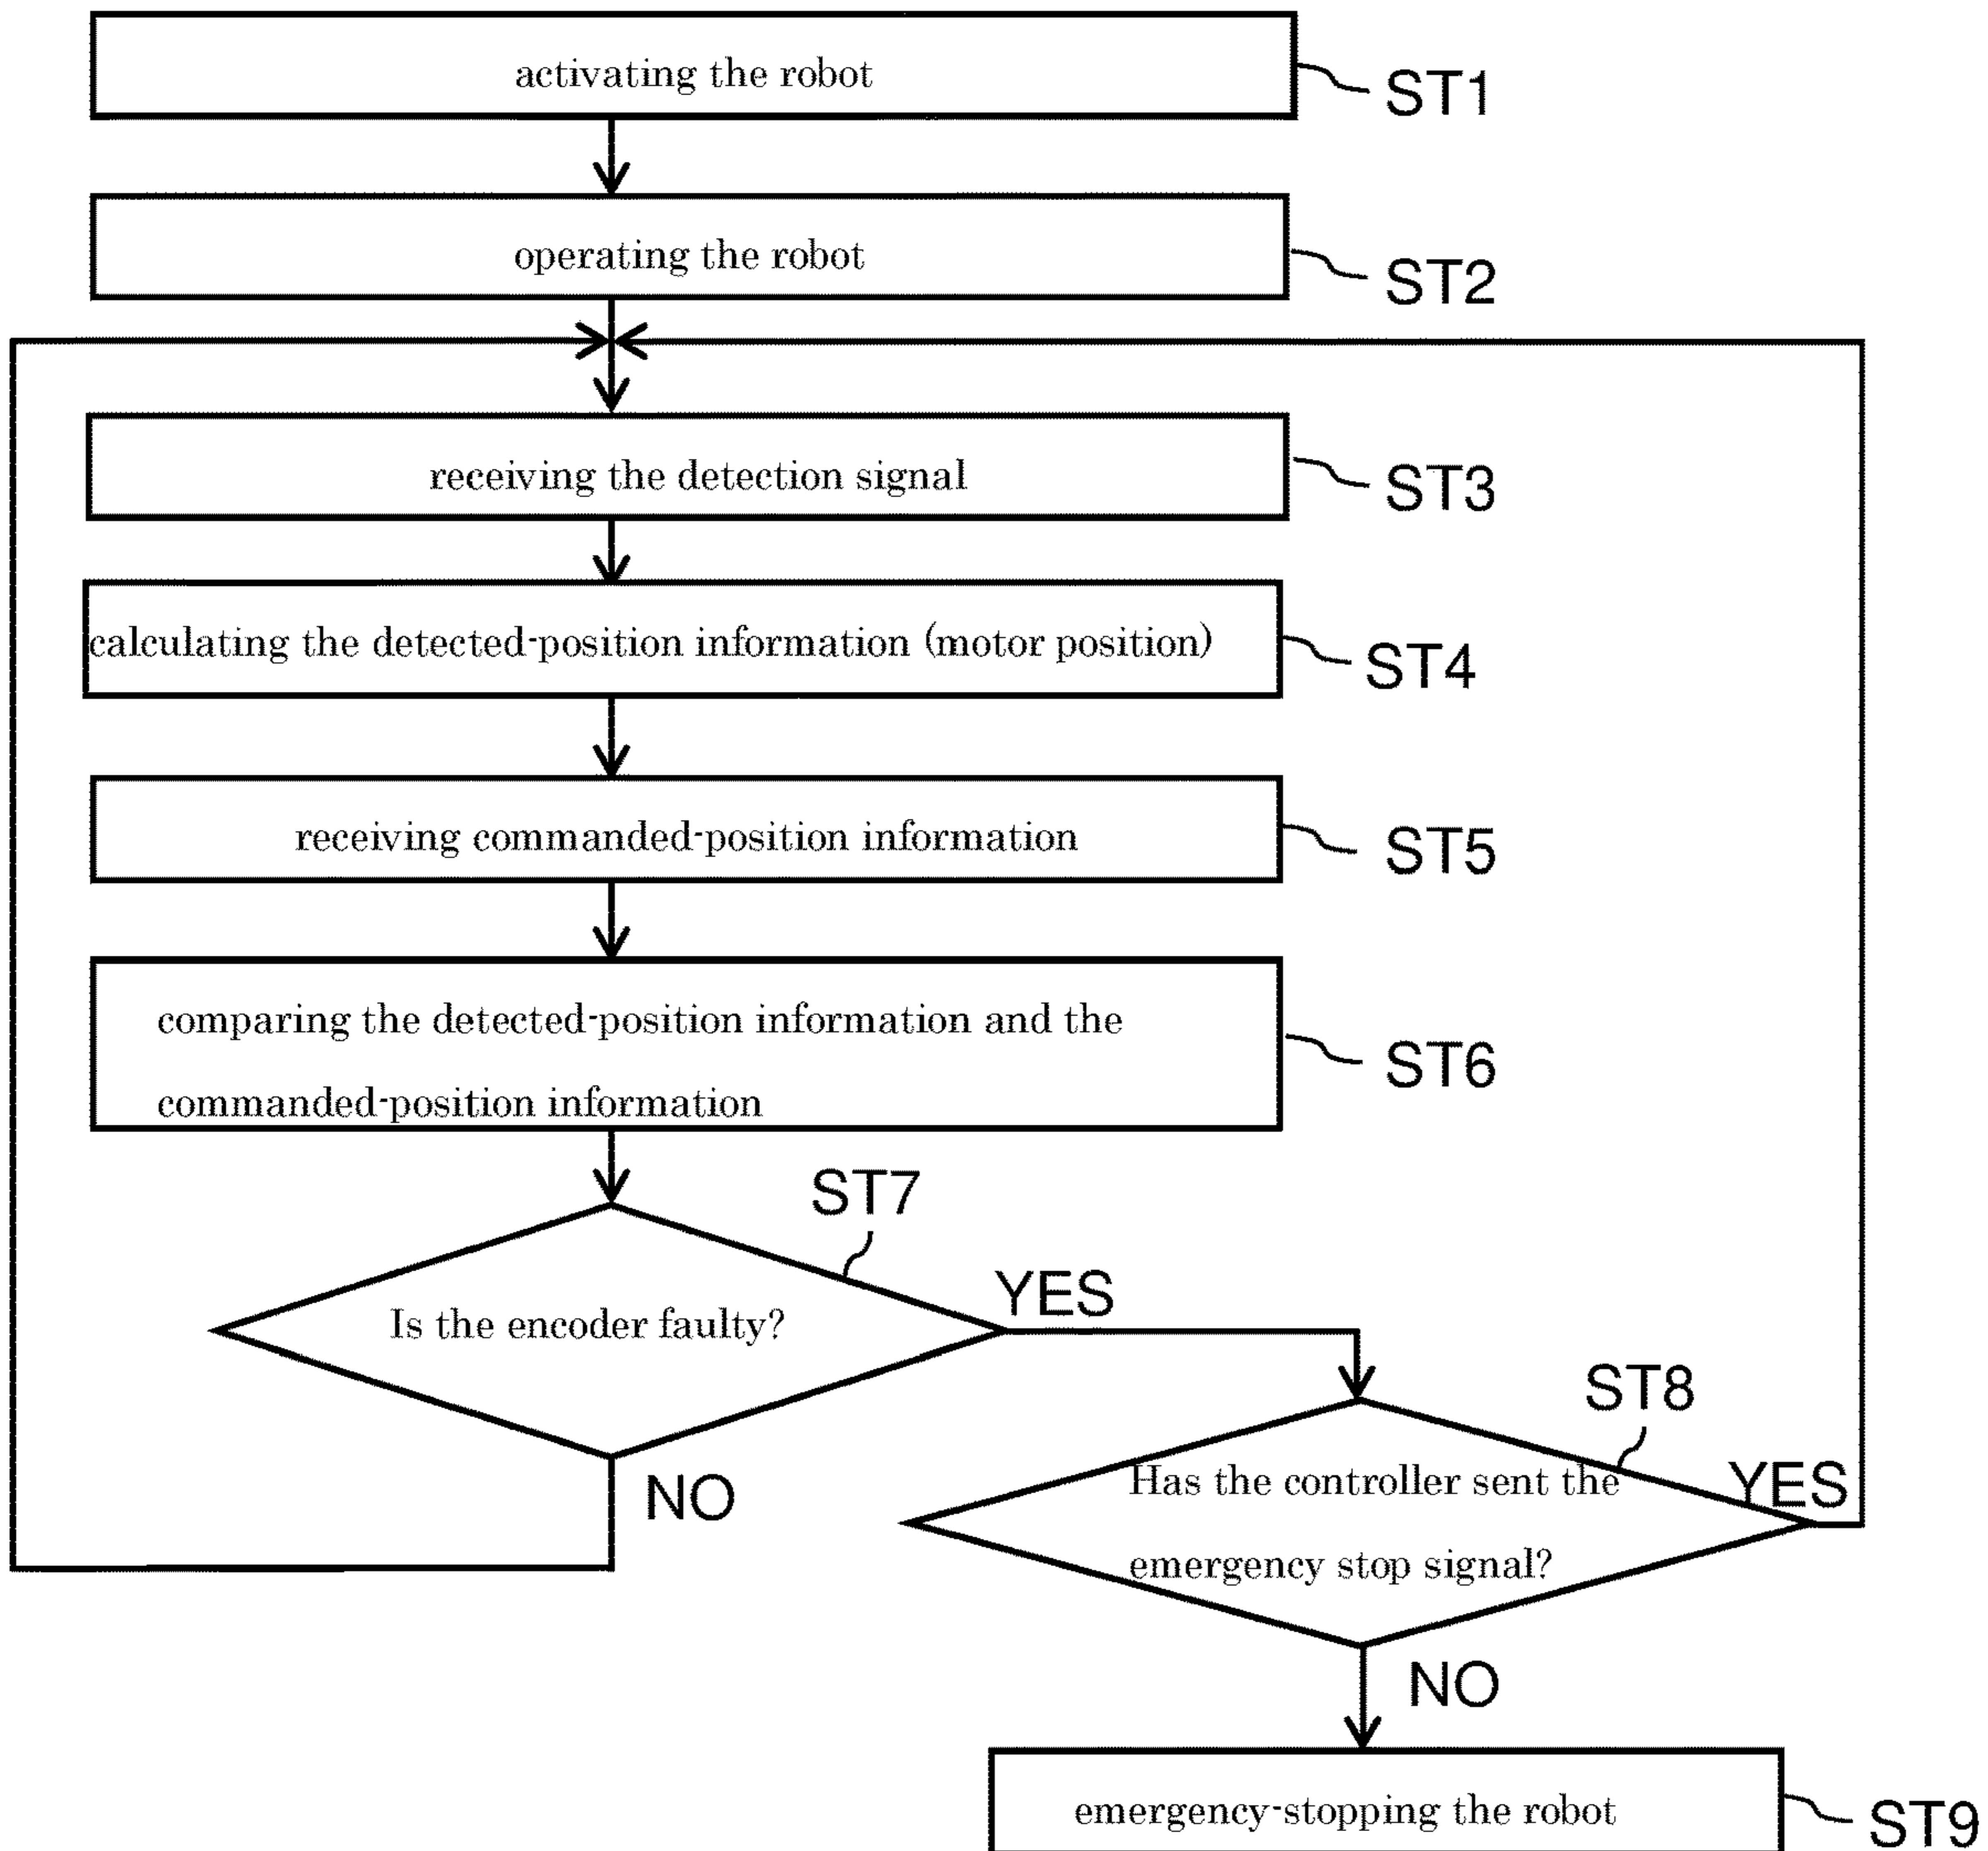 activating the robot
ST1
operating the robot
ST2
receiving the detection signal
ST3
calculating the detected-position information (motor position)
ST4
receiving commanded-position information
ST5
comparing the detected-position information and the
commanded-position information
ST6
ST7
Is the encoder faulty?
YES
NO
ST8
Has the controller sent the
emergency stop signal?
YES
NO
emergency-stopping the robot
ST9